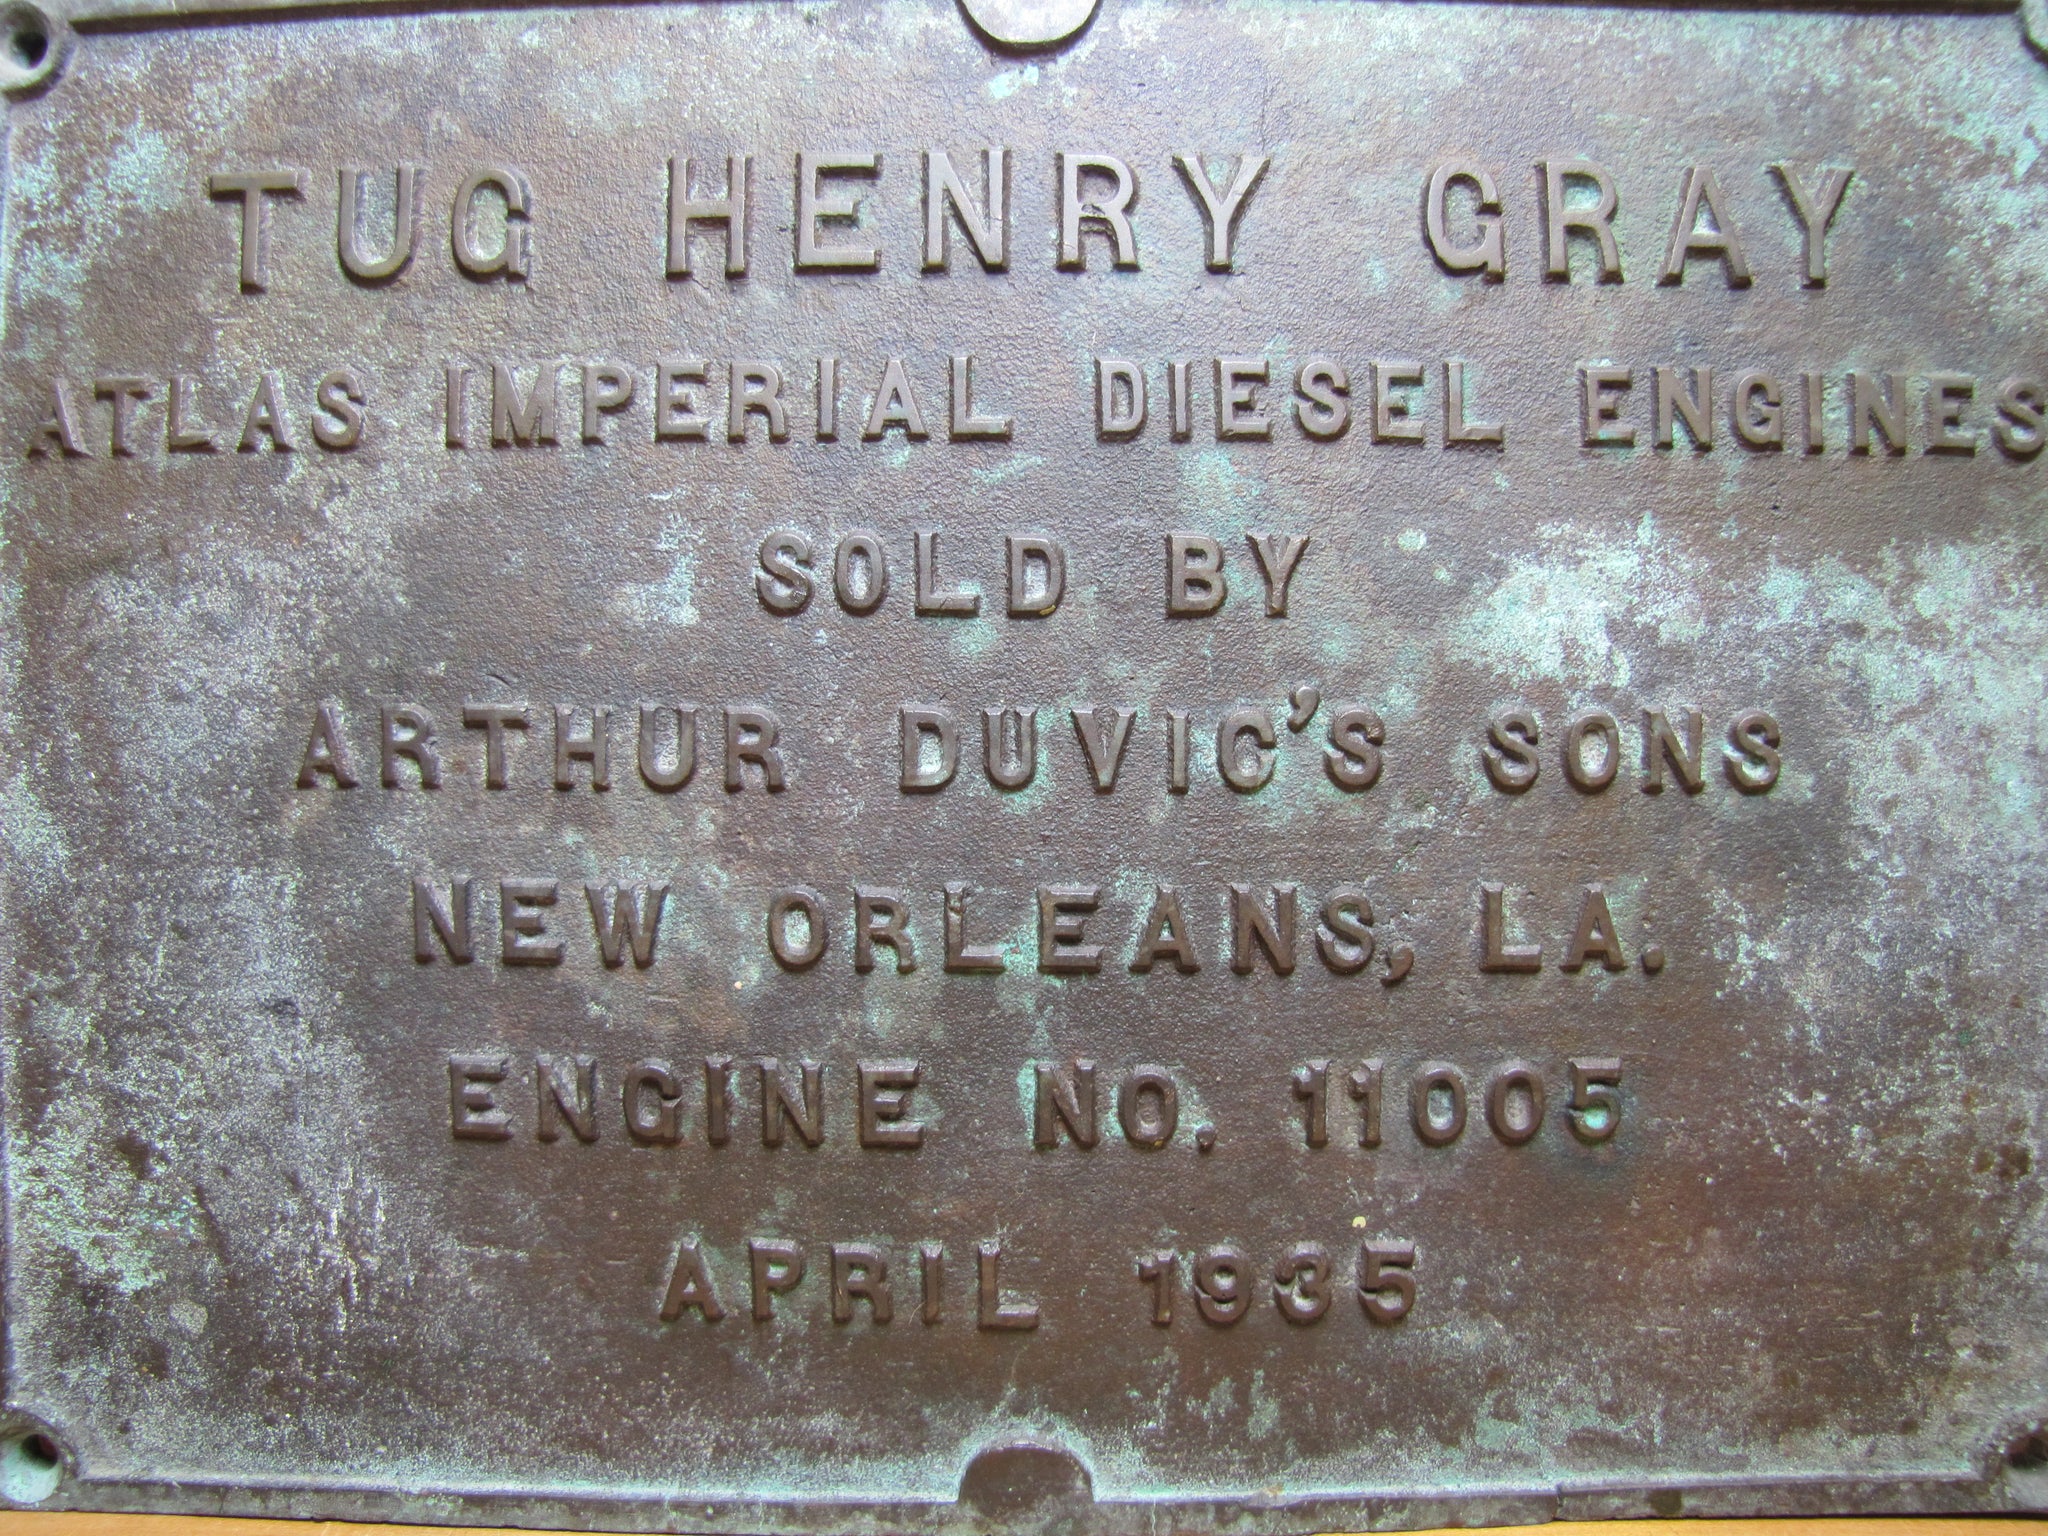 TUG HENRY GRAY
ATLAS IMPERIAL DIESEL ENGINES
SOLD BY
ARTHUR DUVIC'S SONS
NEW ORLEANS, LA.
ENGINE NO. 11005
APRIL 1935